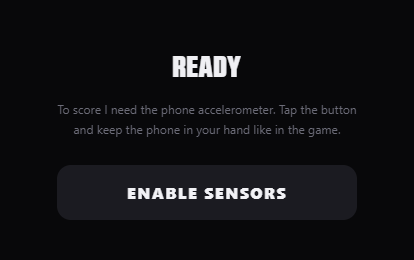 READY
To score I need the phone accelerometer. Tap the button
and keep the phone in your hand like in the game.
ENABLE SENSORS